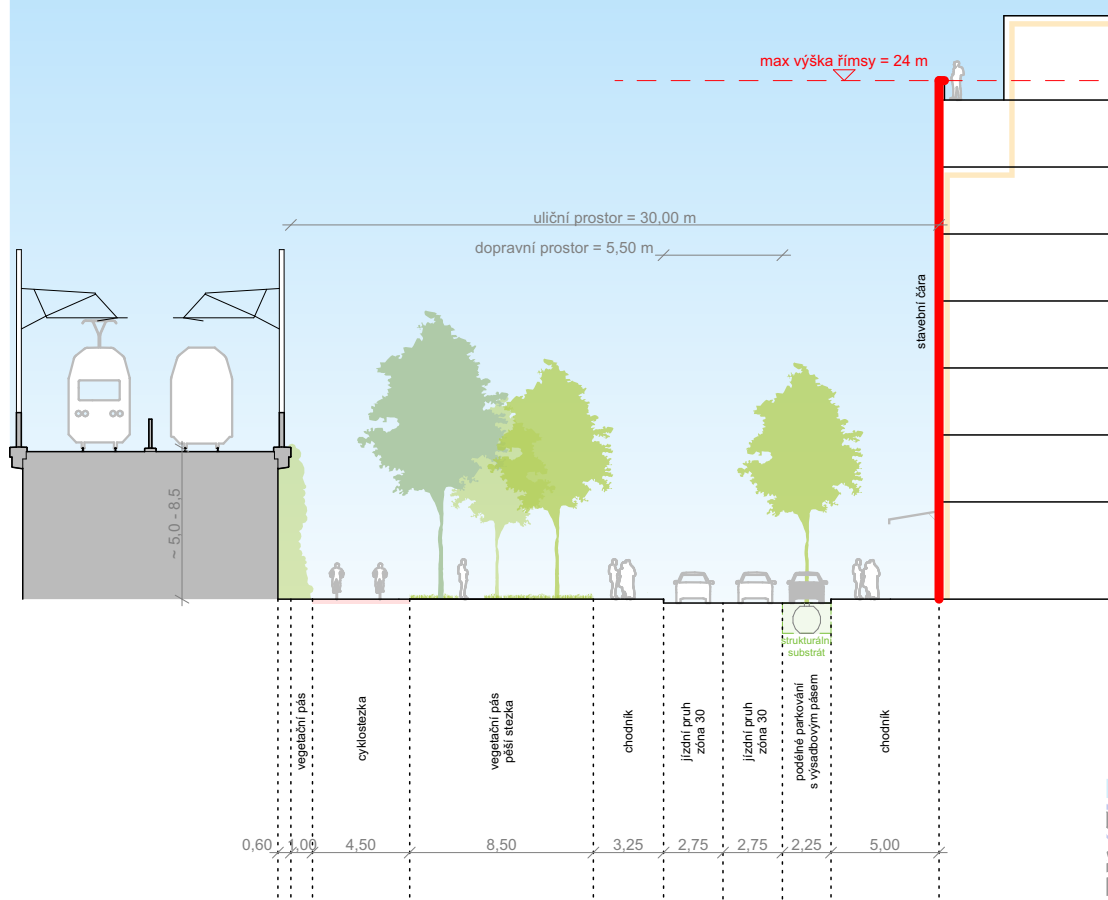 max výška římsy = 24 m
uliční prostor = 30,00 m
dopravní prostor = 5,50 m
stavební čára
~ 5,0 - 8,5
strukturální
substrát
vegetační pás
cyklostezka
vegetační pás
pěší stezka
chodník
jízdní pruh
zóna 30
jízdní pruh
zóna 30
podélné parkování
s výsadbovým pásem
chodník
0,60
1,00
4,50
8,50
3,25
2,75
2,75
2,25
5,00